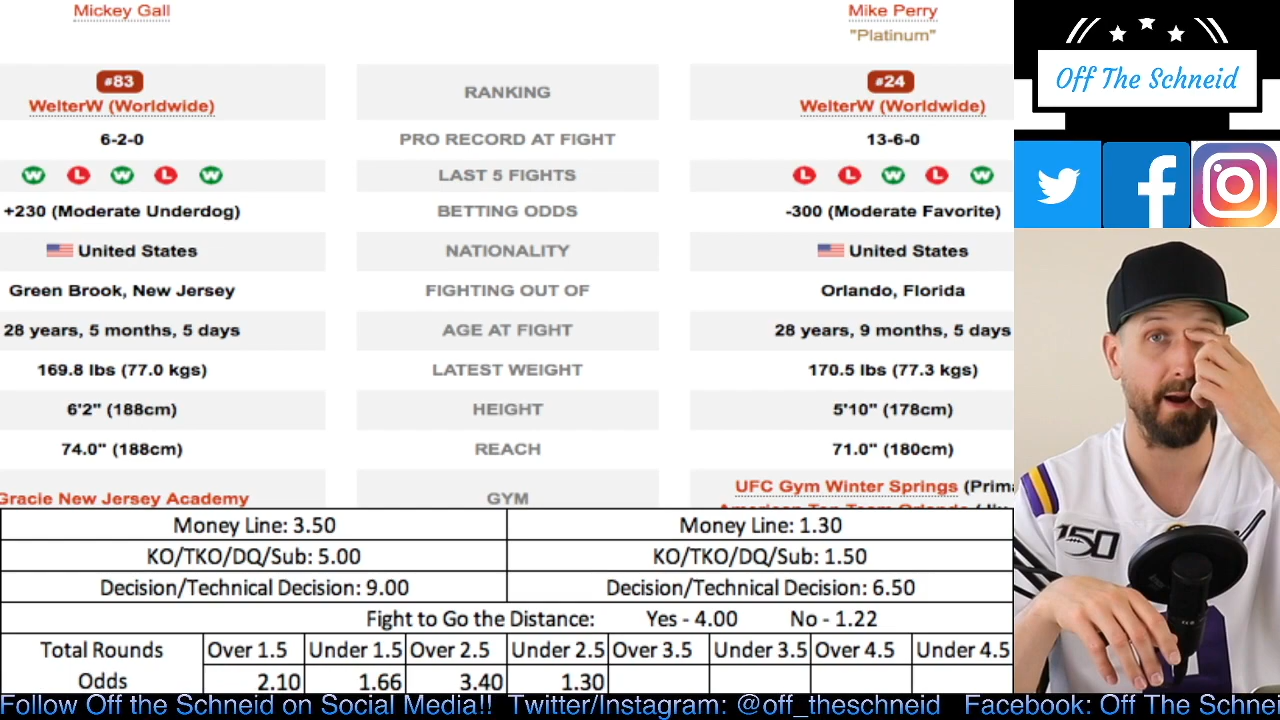 Mickey Gall
Mike Perry
"Platinum"
#83
WelterW (Worldwide)
RANKING
#24
WelterW (Worldwide)
6-2-0
PRO RECORD AT FIGHT
13-6-0
W L W L W
LAST 5 FIGHTS
L L W L W
+230 (Moderate Underdog)
BETTING ODDS
-300 (Moderate Favorite)
United States
NATIONALITY
United States
Green Brook, New Jersey
FIGHTING OUT OF
Orlando, Florida
28 years, 5 months, 5 days
AGE AT FIGHT
28 years, 9 months, 5 days
169.8 lbs (77.0 kgs)
LATEST WEIGHT
170.5 lbs (77.3 kgs)
6'2" (188cm)
HEIGHT
5'10" (178cm)
74.0" (188cm)
REACH
71.0" (180cm)
Gracie New Jersey Academy
GYM
UFC Gym Winter Springs (Prima
Money Line: 3.50
Money Line: 1.30
KO/TKO/DQ/Sub: 5.00
KO/TKO/DQ/Sub: 1.50
Decision/Technical Decision: 9.00
Decision/Technical Decision: 6.50
Fight to Go the Distance: Yes - 4.00 No - 1.22
Total Rounds Over 1.5 Under 1.5 Over 2.5 Under 2.5 Over 3.5 Under 3.5 Over 4.5 Under 4.5
Odds 2.10 1.66 3.40 1.30
Follow Off the Schneid on Social Media!! Twitter/Instagram: @off_theschneid Facebook: Off The Schne
Off The Schneid
150